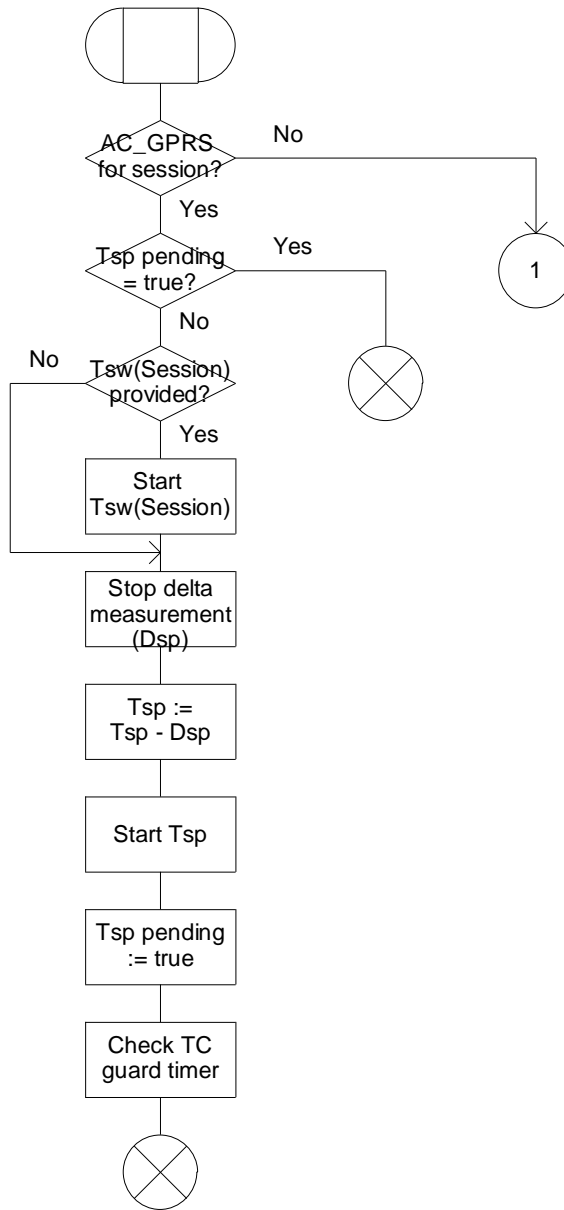 AC_GPRS
for session?
No
Yes
Tsp pending
= true?
Yes
1
No
No
Tsw(Session)
provided?
Yes
Start
Tsw(Session)
Stop delta
measurement
(Dsp)
Tsp :=
Tsp - Dsp
Start Tsp
Tsp pending
:= true
Check TC
guard timer